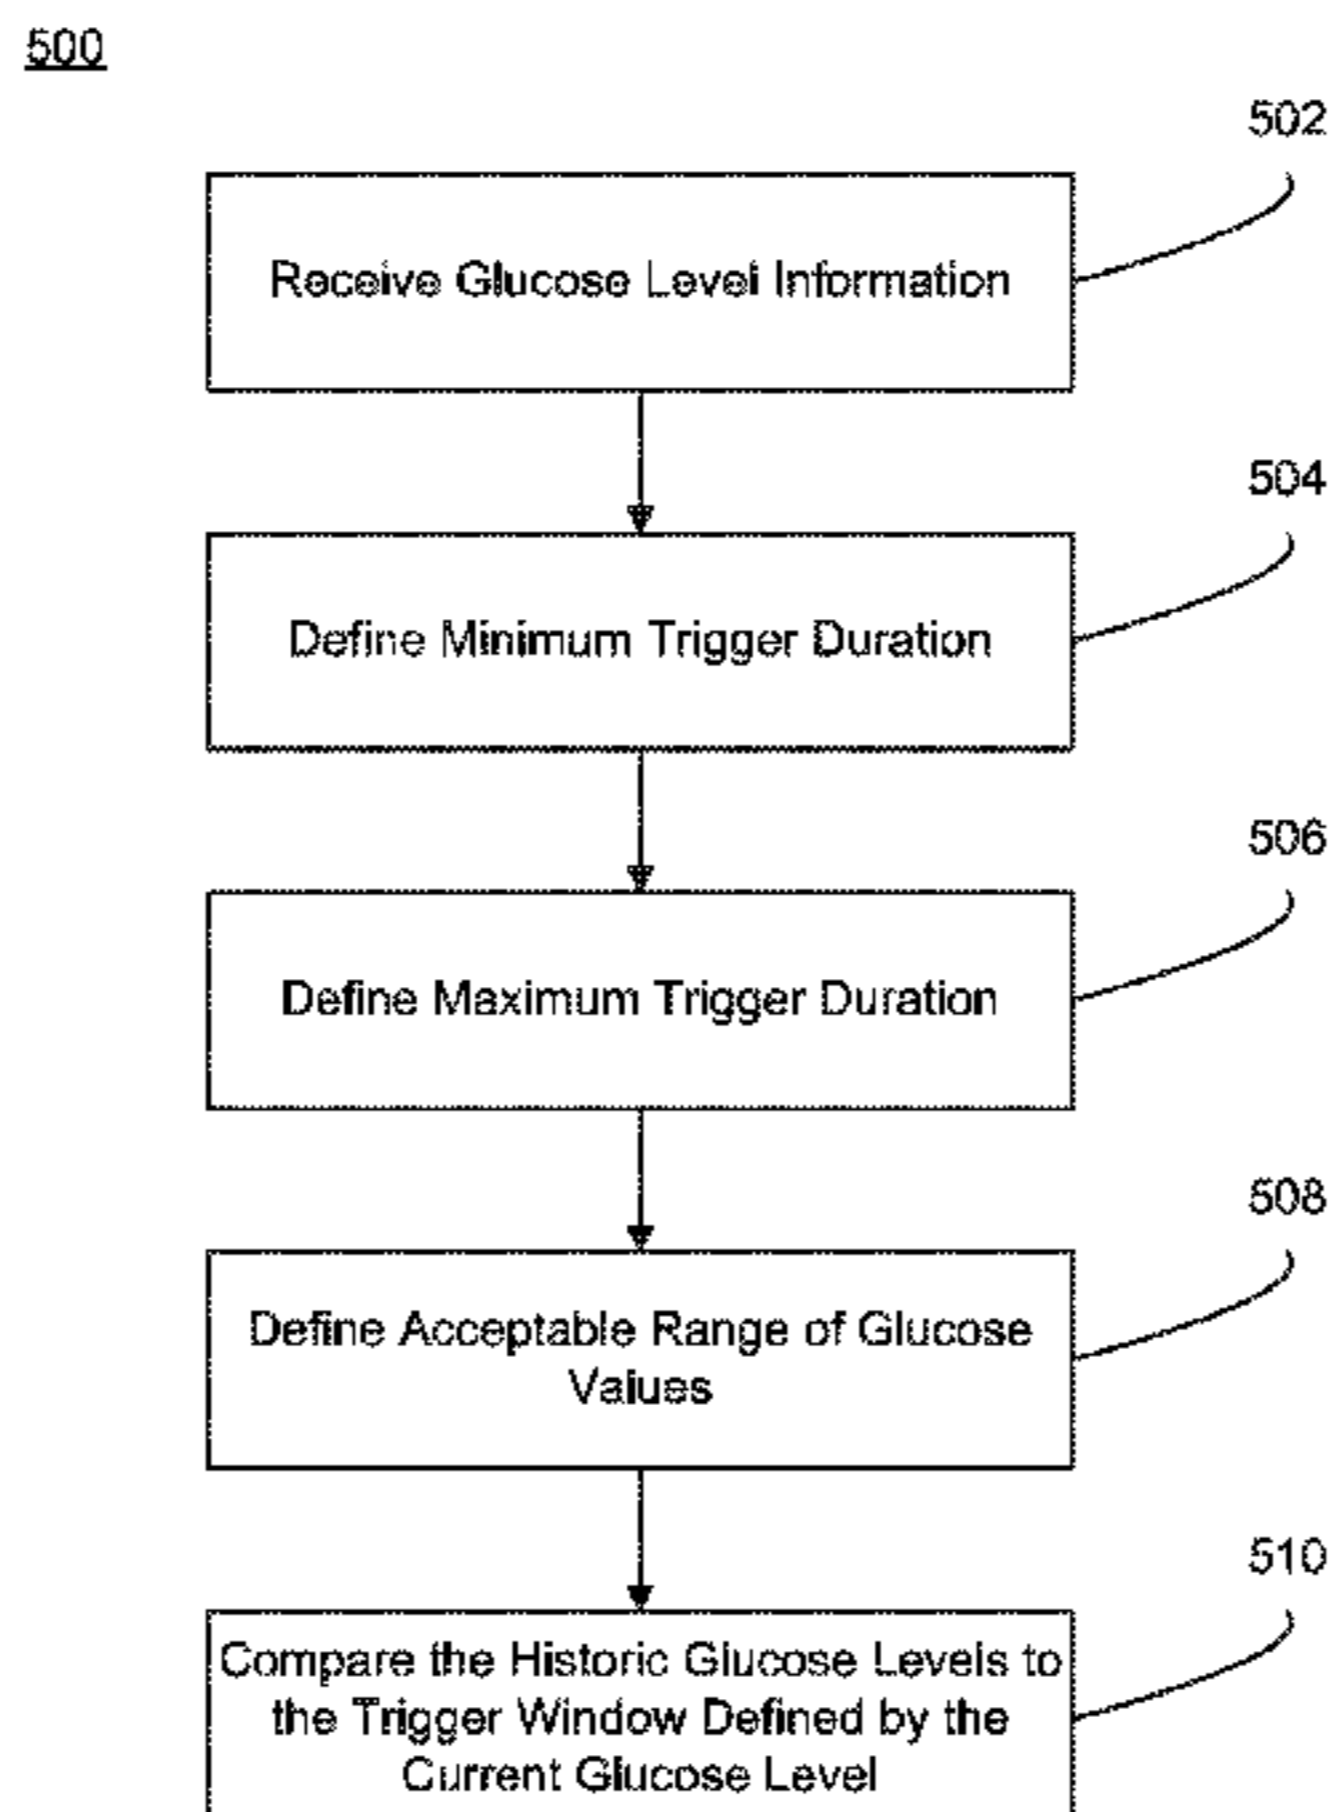 500
502
Receive Glucose Level Information
504
Define Minimum Trigger Duration
506
Define Maximum Trigger Duration
508
Define Acceptable Range of Glucose
Values
510
Compare the Historic Glucose Levels to
the Trigger Window Defined by the
Current Glucose Level